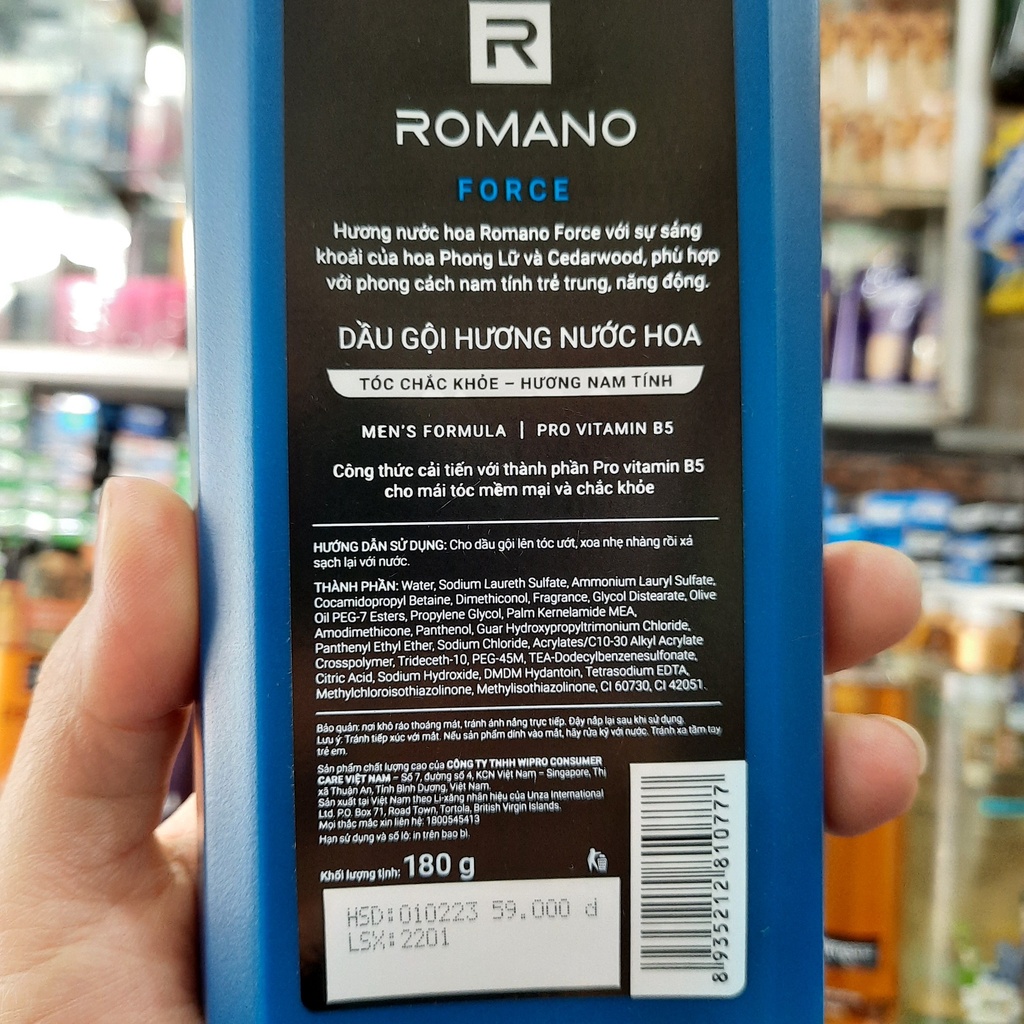 R
ROMANO
FORCE
Hương nước hoa Romano Force với sự sảng
khoái của hoa Phong Lữ và Cedarwood, phù hợp
với phong cách nam tính trẻ trung, năng động.
DẦU GỘI HƯƠNG NƯỚC HOA
TÓC CHẮC KHỎE – HƯƠNG NAM TÍNH
MEN'S FORMULA | PRO VITAMIN B5
Công thức cải tiến với thành phần Pro vitamin B5
cho mái tóc mềm mại và chắc khỏe
HƯỚNG DẪN SỬ DỤNG: Cho dầu gội lên tóc ướt, xoa nhẹ nhàng rồi xả
sạch lại với nước.
THÀNH PHẦN: Water, Sodium Laureth Sulfate, Ammonium Lauryl Sulfate,
Cocamidopropyl Betaine, Dimethiconol, Fragrance, Glycol Distearate, Olive
Oil PEG-7 Esters, Propylene Glycol, Palm Kernelamide MEA,
Amodimethicone, Panthenol, Guar Hydroxypropyltrimonium Chloride,
Panthenyl Ethyl Ether, Sodium Chloride, Acrylates/C10-30 Alkyl Acrylate
Crosspolymer, Trideceth-10, PEG-45M, TEA-Dodecylbenzenesulfonate,
Citric Acid, Sodium Hydroxide, DMDM Hydantoin, Tetrasodium EDTA,
Methylchloroisothiazolinone, Methylisothiazolinone, CI 60730, CI 42051.
Bảo quản: nơi khô ráo thoáng mát, tránh ánh nắng trực tiếp. Đậy nắp lại sau khi sử dụng.
Lưu ý: Tránh tiếp xúc với mắt. Nếu sản phẩm dính vào mắt, hãy rửa kỹ với nước. Tránh xa tầm tay
trẻ em.
Sản phẩm chất lượng cao của CÔNG TY TNHH WIPRO CONSUMER
CARE VIỆT NAM – Số 7, đường số 4, KCN Việt Nam – Singapore, Thị
xã Thuận An, Tỉnh Bình Dương, Việt Nam.
Sản xuất tại Việt Nam theo Li-xăng nhãn hiệu của Unza International
Ltd. P.O. Box 71, Road Town, Tortola, British Virgin Islands.
Mọi thắc mắc xin liên hệ: 1800545413
Hạn sử dụng và số lô: in trên bao bì.
Khối lượng tịnh: 180 g
HSD:010223 59.000 đ
LSX:2201
8935212810777